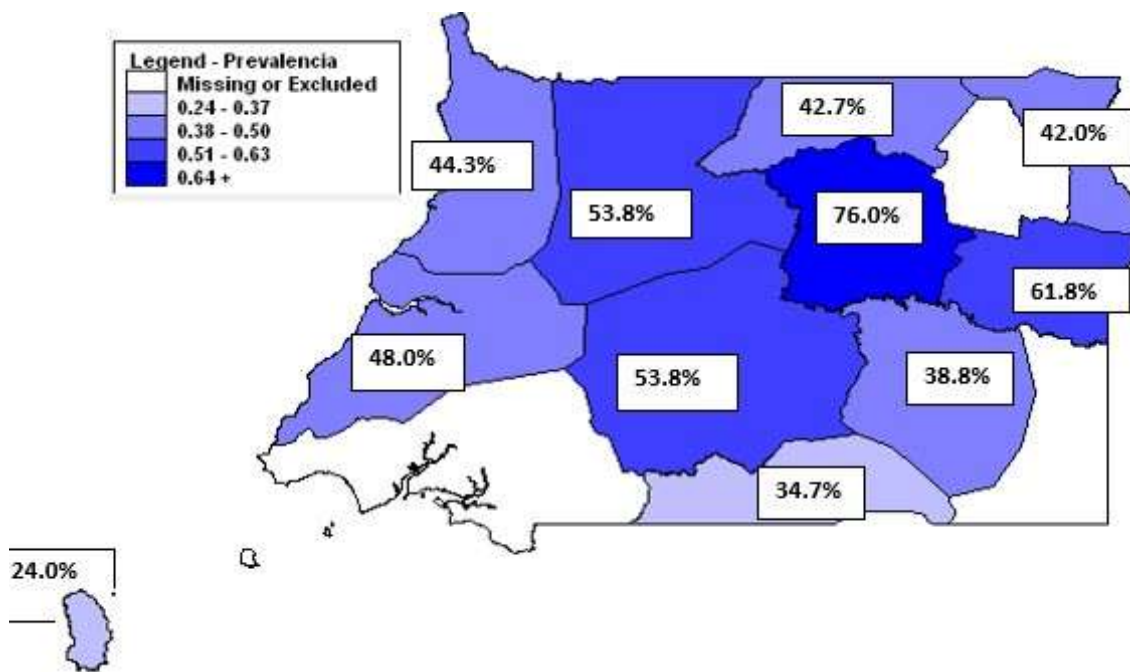 Legend - Prevalencia
Missing or Excluded
0.24 - 0.37
0.38 - 0.50
0.51 - 0.63
0.64 +
42.7%
42.0%
44.3%
53.8%
76.0%
61.8%
48.0%
53.8%
38.8%
34.7%
24.0%